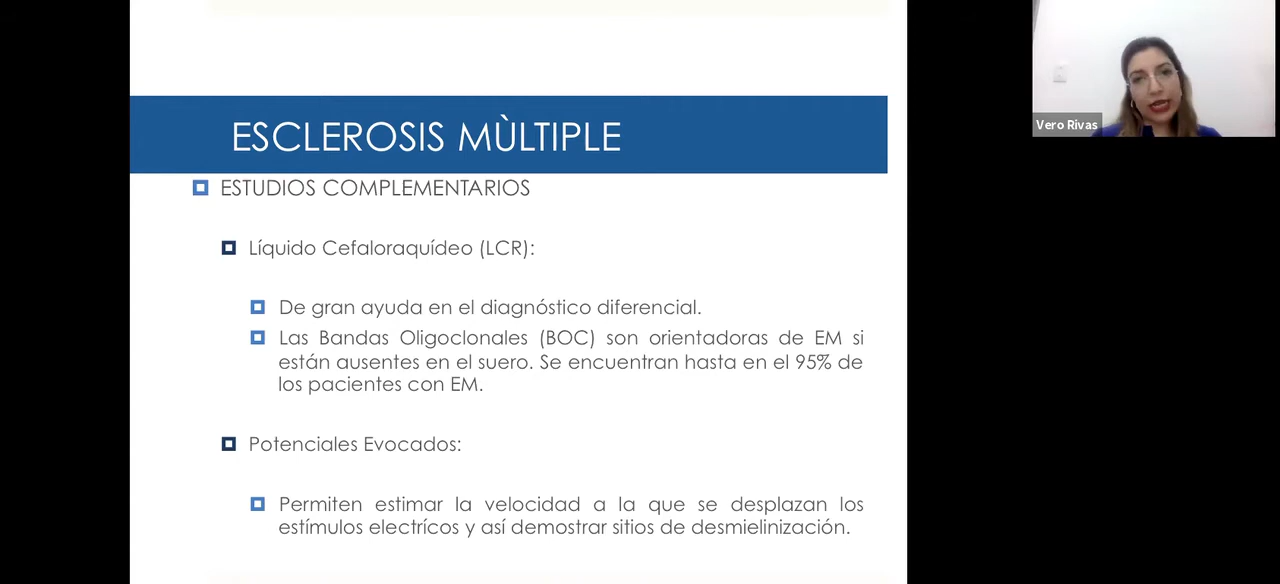 ESCLEROSIS MÙLTIPLE
ESTUDIOS COMPLEMENTARIOS
Líquido Cefaloraquídeo (LCR):
De gran ayuda en el diagnóstico diferencial.
Las Bandas Oligoclonales (BOC) son orientadoras de EM si
están ausentes en el suero. Se encuentran hasta en el 95% de
los pacientes con EM.
Potenciales Evocados:
Permiten estimar la velocidad a la que se desplazan los
estímulos electrícos y así demostrar sitios de desmielinización.
Vero Rivas